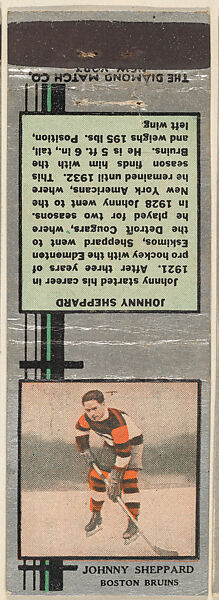 JOHNNY SHEPPARD
Johnny started his career in
1921. After three years of
pro hockey with the Edmonton
Eskimos, Sheppard went to
the Detroit Cougars, where
he played for two seasons.
In 1928 Johnny went to the
New York Americans, where
he remained until 1932. This
season finds him with the
Bruins. He is 5 ft 6 in., tall,
and weighs 195 lbs. Position,
left wing
THE DIAMOND MATCH CO.
NEW YORK
JOHNNY SHEPPARD
BOSTON BRUINS